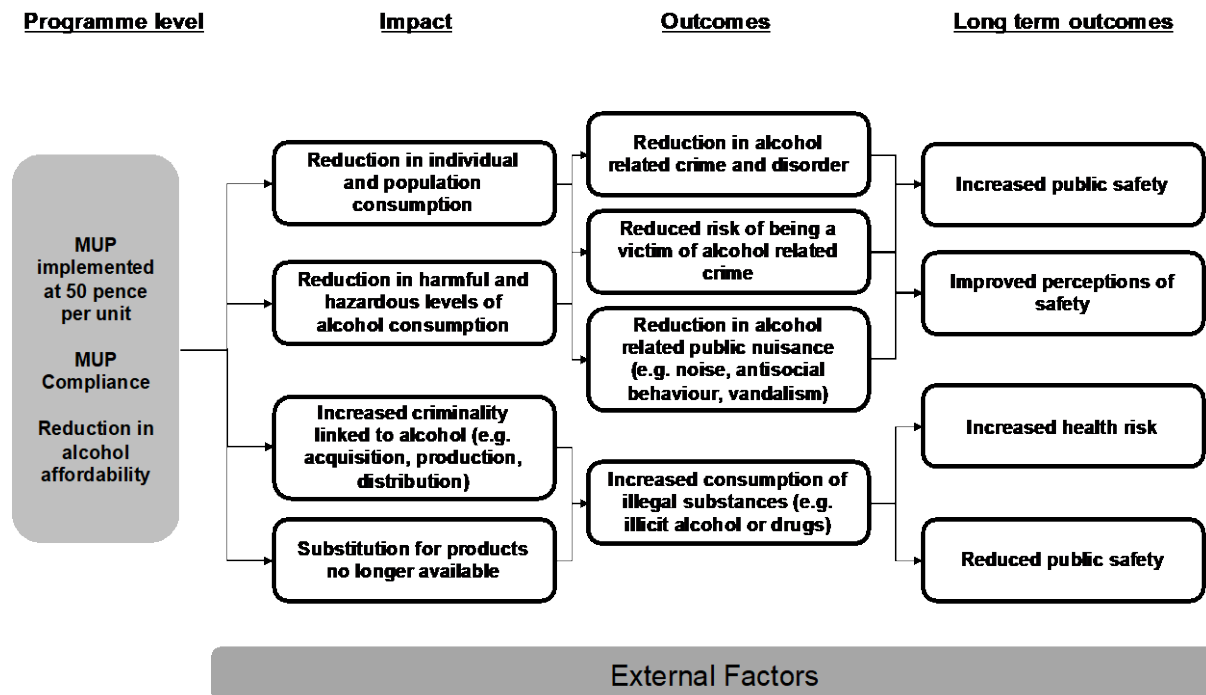 Programme level
Impact
Outcomes
Long term outcomes
MUP
implemented
at 50 pence
per unit
MUP
Compliance
Reduction in
alcohol
affordability
Reduction in individual
and population
consumption
Reduction in harmful and
hazardous levels of
alcohol consumption
Increased criminality
linked to alcohol (e.g.
acquisition, production,
distribution)
Substitution for products
no longer available
Reduction in alcohol
related crime and disorder
Reduced risk of being a
victim of alcohol related
crime
Reduction in alcohol
related public nuisance
(e.g. noise, antisocial
behaviour, vandalism)
Increased consumption of
illegal substances (e.g.
illicit alcohol or drugs)
Increased public safety
Improved perceptions of
safety
Increased health risk
Reduced public safety
External Factors